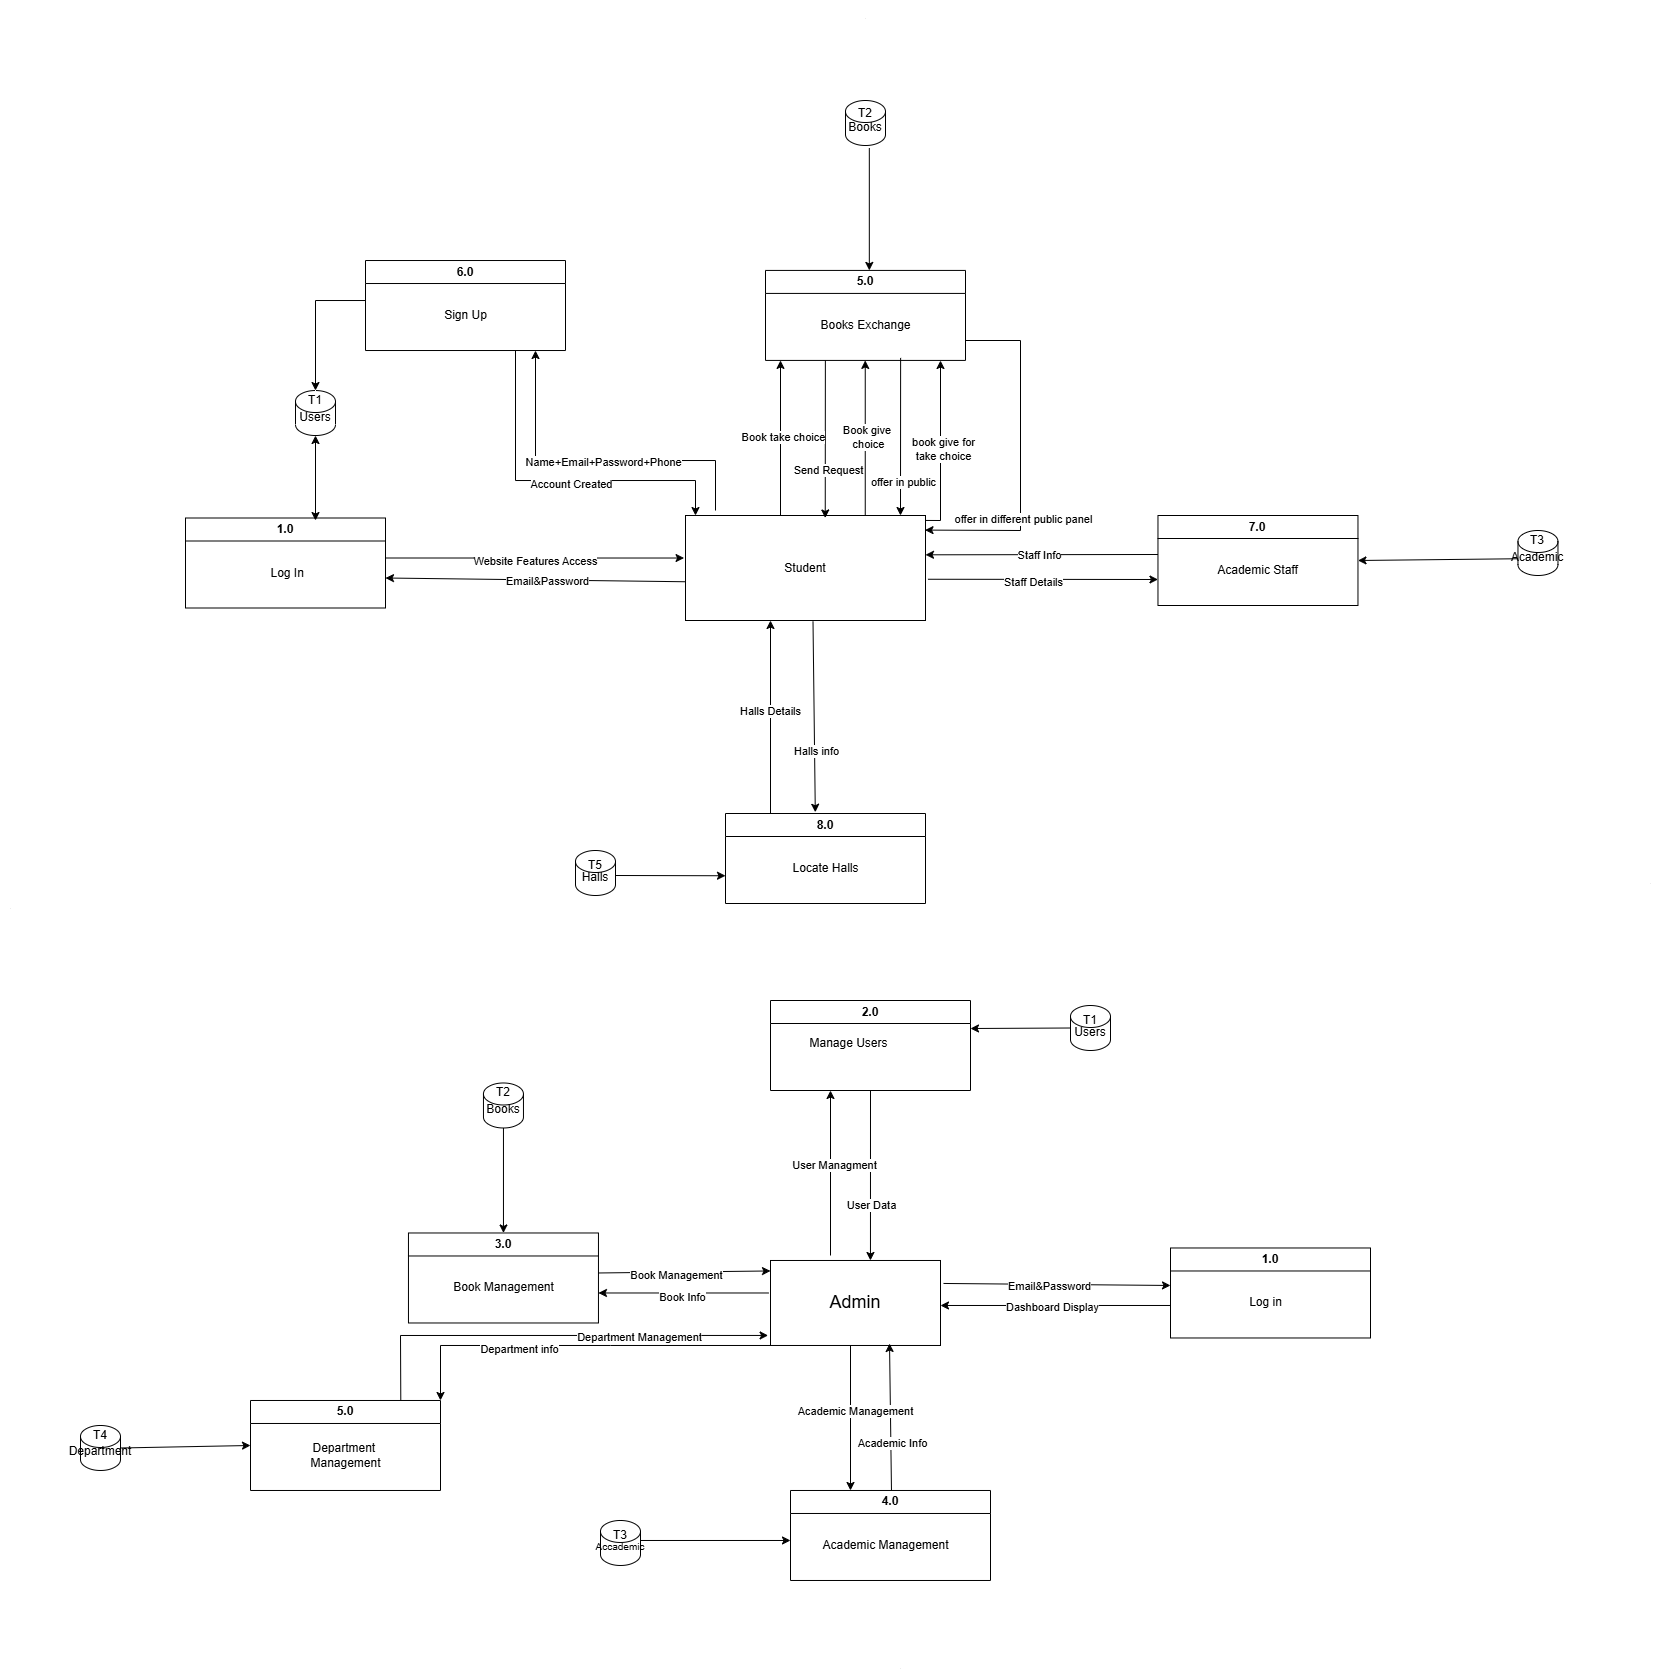 T2
Books
6.0
Sign Up
5.0
Books Exchange
T1
Users
Book take choice
Send Request
Book give
choice
offer in public
book give for
take choice
Name+Email+Password+Phone
Account Created
offer in different public panel
1.0
Log In
Website Features Access
Email&Password
Student
Staff Info
Staff Details
7.0
Academic Staff
T3
Academic
Halls Details
Halls info
8.0
Locate Halls
T5
Halls
2.0
Manage Users
T1
Users
T2
Books
User Managment
User Data
3.0
Book Management
Book Management
Book Info
Admin
Email&Password
Dashboard Display
1.0
Log in
Department Management
Department info
5.0
Department
Management
T4
Department
Academic Management
Academic Info
4.0
Academic Management
T3
Accademic